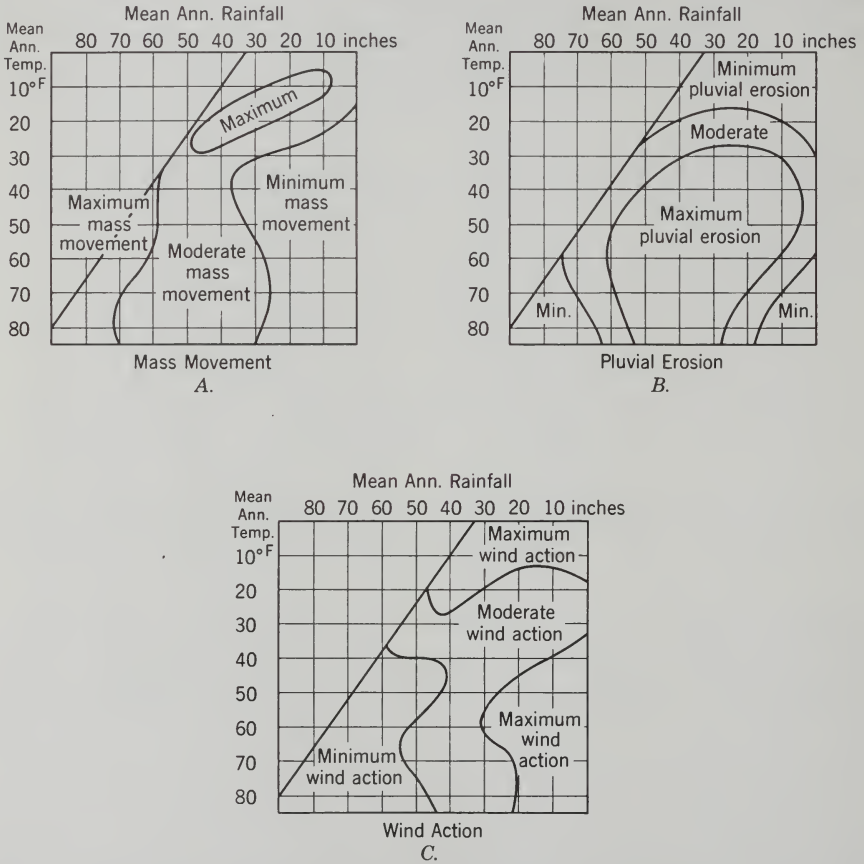 Mean Ann. Rainfall
Mean
Ann.
Temp.
80 70 60 50 40 30 20 10 inches
10°F
20
30
40
50
60
70
80
Maximum
Maximum
mass
movement
Minimum
mass
movement
Moderate
mass
movement
Mass Movement
A.
Mean Ann. Rainfall
Mean
Ann.
Temp.
80 70 60 50 40 30 20 10 inches
10°F
20
30
40
50
60
70
80
Minimum
pluvial erosion
Moderate
Maximum
pluvial erosion
Min.
Min.
Pluvial Erosion
B.
Mean Ann. Rainfall
Mean
Ann.
Temp.
80 70 60 50 40 30 20 10 inches
10°F
20
30
40
50
60
70
80
Maximum
wind action
Moderate
wind action
Maximum
wind
action
Minimum
wind action
Wind Action
C.